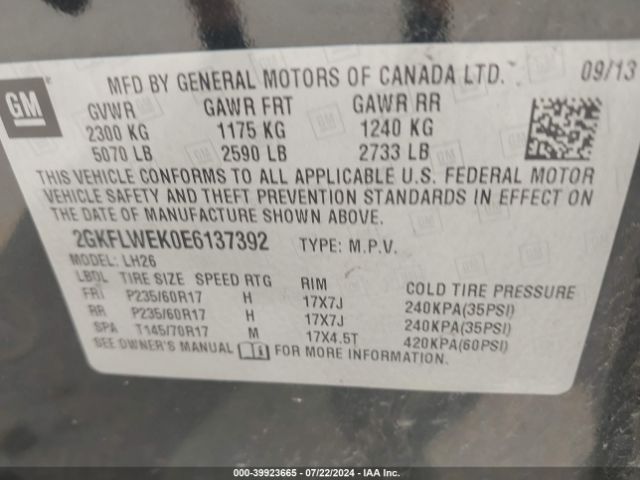 GM
MFD BY GENERAL MOTORS OF CANADA LTD.
09/13
GVWR GAWR FRT GAWR RR
2300 KG 1175 KG 1240 KG
5070 LB 2590 LB 2733 LB
THIS VEHICLE CONFORMS TO ALL APPLICABLE U.S. FEDERAL MOTOR
VEHICLE SAFETY AND THEFT PREVENTION STANDARDS IN EFFECT ON
THE DATE OF MANUFACTURE SHOWN ABOVE.
2GKFLWEK0E6137392 TYPE: M.P.V.
MODEL: LH26
LBDL TIRE SIZE SPEED RTG RIM COLD TIRE PRESSURE
FRT P235/60R17 H 17X7J 240KPA(35PSI)
RR P235/60R17 H 17X7J 240KPA(35PSI)
SPA T145/70R17 M 17X4.5T 420KPA(60PSI)
SEE OWNER'S MANUAL FOR MORE INFORMATION.
000-39923665 - 07/22/2024 - IAA Inc.